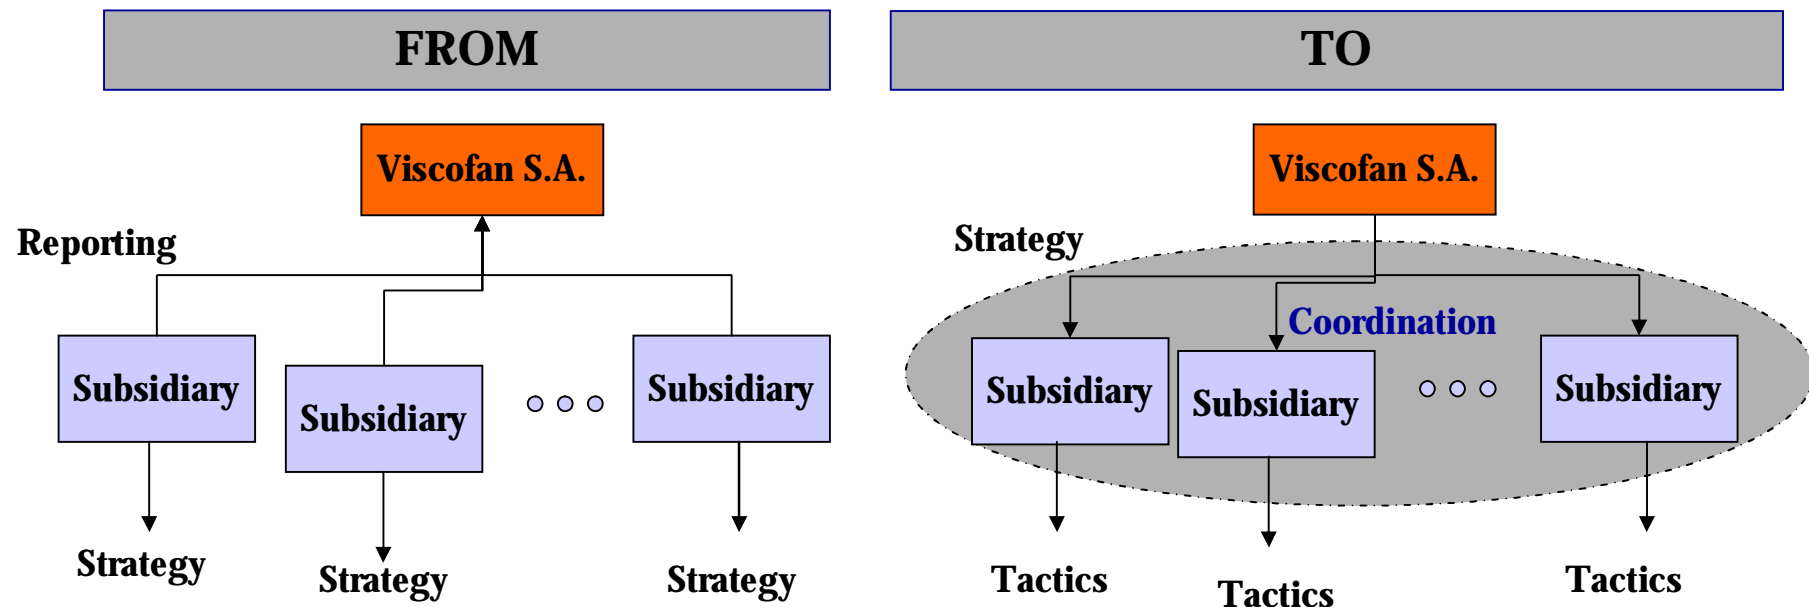 FROM
Viscofan S.A.
Reporting
Subsidiary
Subsidiary
Subsidiary
Strategy
Strategy
Strategy
TO
Viscofan S.A.
Strategy
Coordination
Subsidiary
Subsidiary
Subsidiary
Tactics
Tactics
Tactics